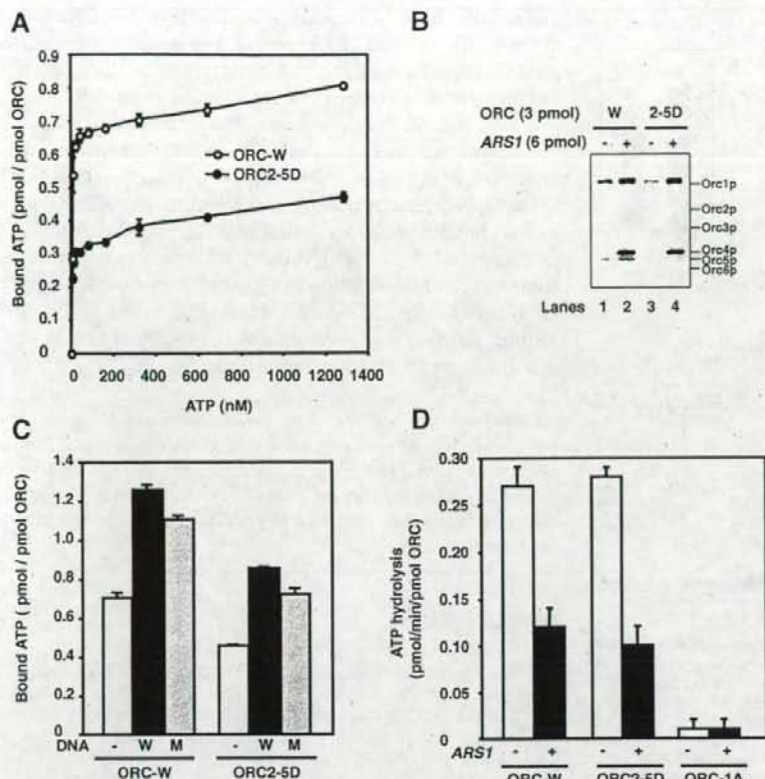 A
0.9
0.8
0.7
0.6
0.5
0.4
0.3
0.2
0.1
0
Bound ATP (pmol / pmol ORC)
ORC-W
ORC2-5D
0 200 400 600 800 1000 1200 1400
ATP (nM)
B
ORC (3 pmol) W 2-5D
ARS1 (6 pmol) - + - +
Orc1p
Orc2p
Orc3p
Orc4p
Orc5p
Orc6p
Lanes 1 2 3 4
C
1.4
1.2
1.0
0.8
0.6
0.4
0.2
0.0
Bound ATP ( pmol / pmol ORC)
DNA - W M - W M
ORC-W ORC2-5D
D
0.30
0.25
0.20
0.15
0.10
0.05
0.00
ATP hydrolysis
(pmol/min/pmol ORC)
ARS1 - + - + - +
ORC-W ORC2-5D ORC-1A